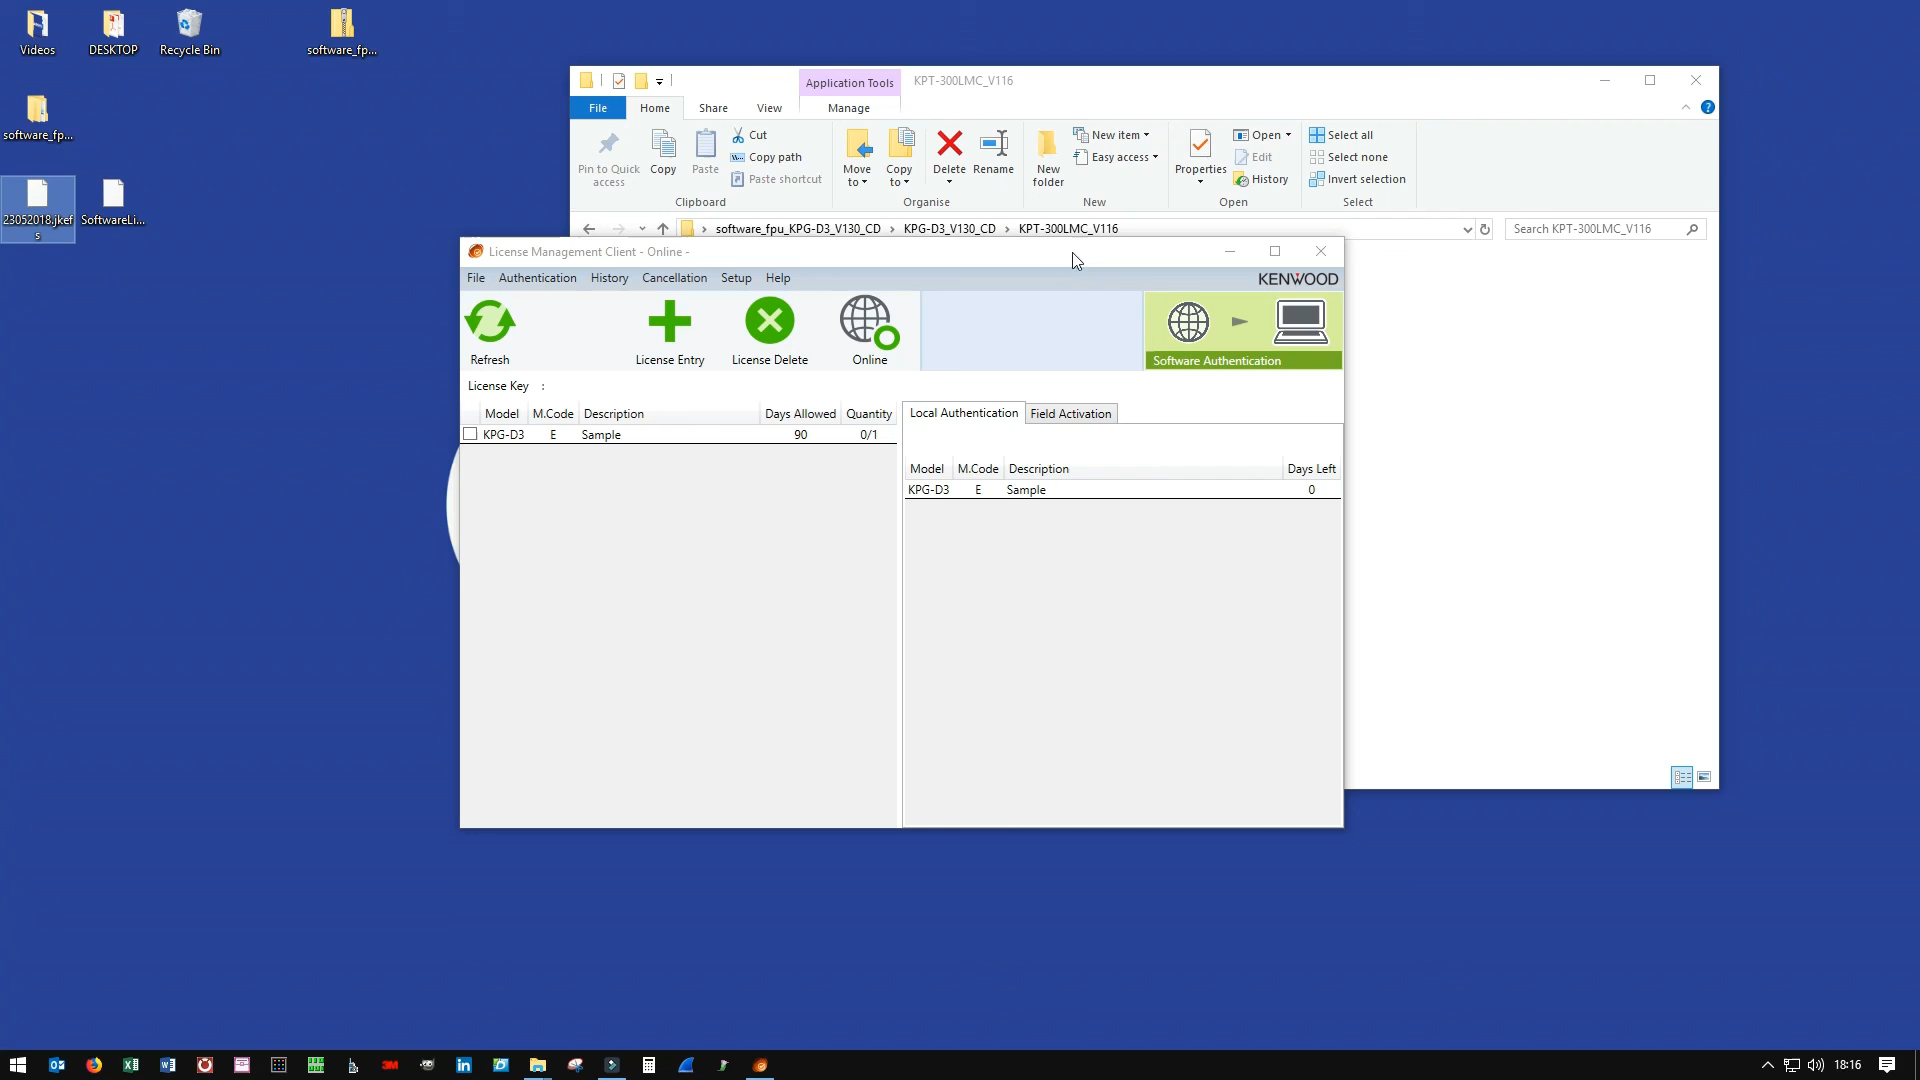 Videos
DESKTOP
Recycle Bin
software_fp...
software_fp...
23052018.jkef
s
SoftwareLi...
Application Tools
KPT-300LMC_V116
File
Home
Share
View
Manage
Pin to Quick
access
Copy
Paste
Cut
Copy path
Paste shortcut
Clipboard
Move
to
Copy
to
Delete
Rename
Organise
New
folder
New item
Easy access
New
Properties
Open
Edit
History
Open
Select all
Select none
Invert selection
Select
software_fpu_KPG-D3_V130_CD
KPG-D3_V130_CD
KPT-300LMC_V116
Search KPT-300LMC_V116
License Management Client - Online -
File
Authentication
History
Cancellation
Setup
Help
KENWOOD
Refresh
License Entry
License Delete
Online
Software Authentication
License Key :
Model M.Code Description Days Allowed Quantity
KPG-D3 E Sample 90 0/1
Local Authentication
Field Activation
Model M.Code Description Days Left
KPG-D3 E Sample 0
3M
in
18:16